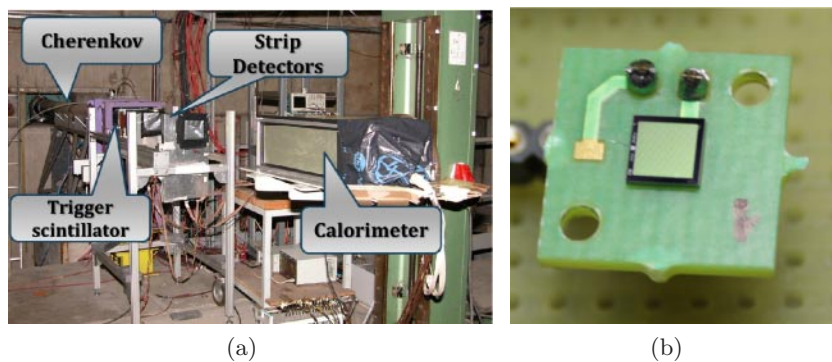 Cherenkov
Strip
Detectors
Trigger
scintillator
Calorimeter
(a)
(b)